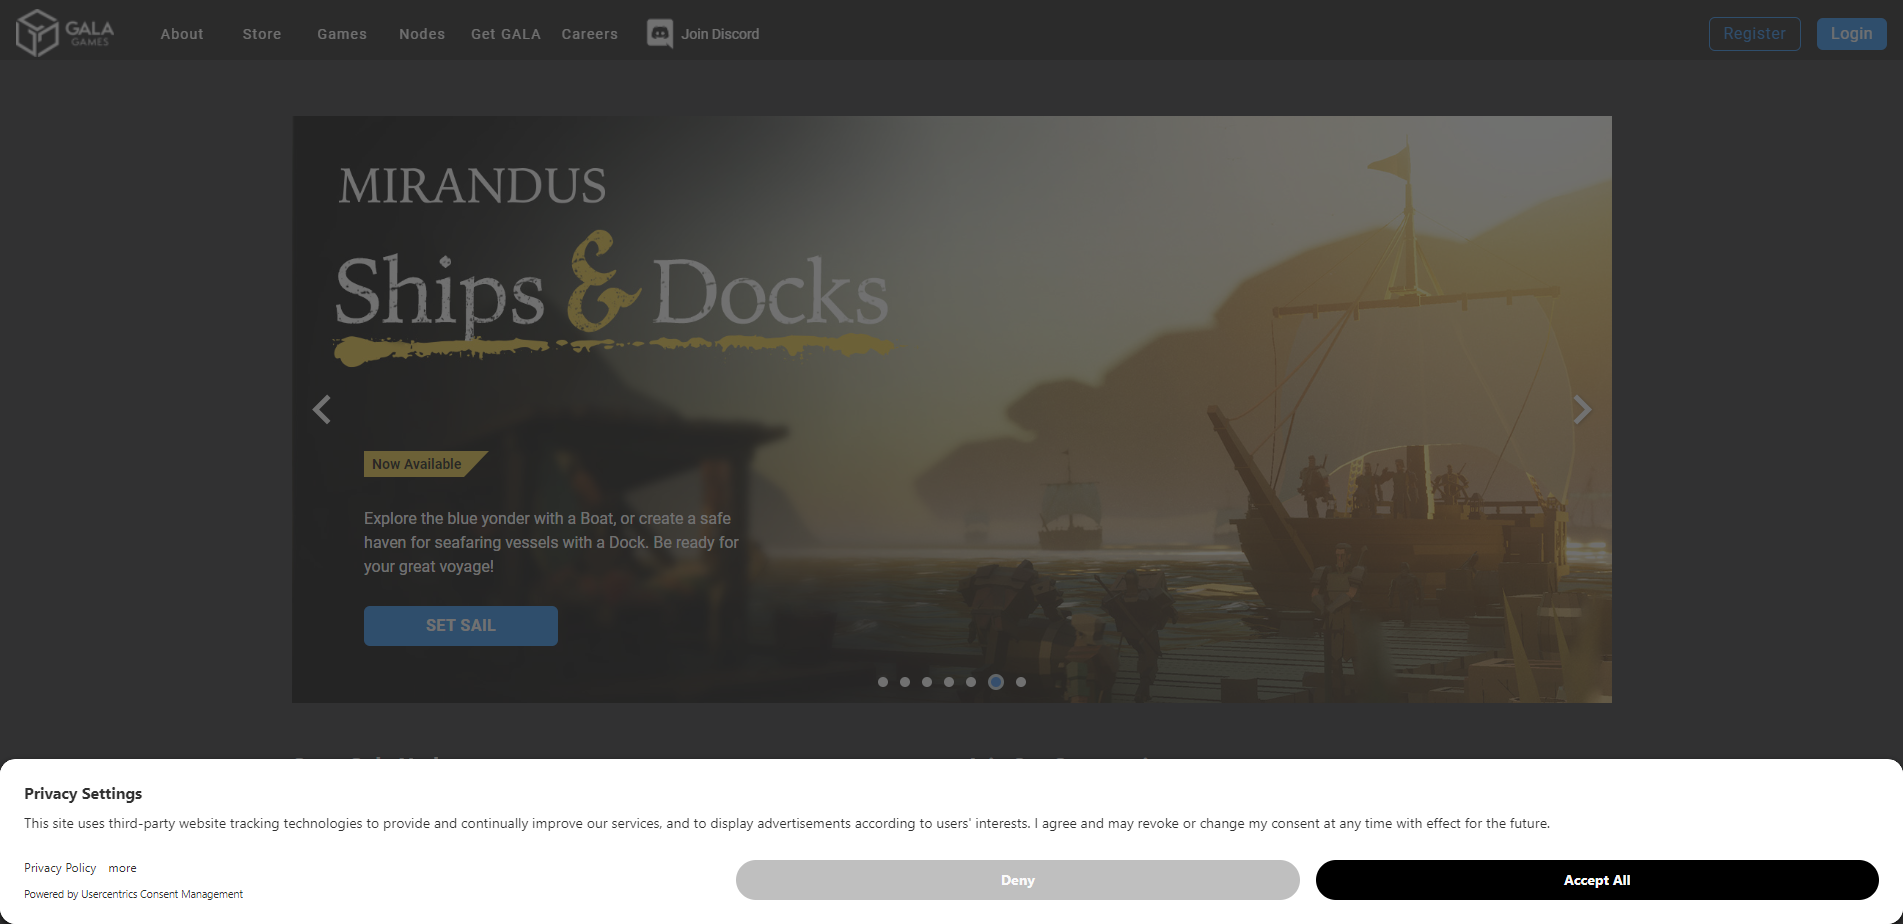 GALA
GAMES
About
Store
Games
Nodes
Get GALA
Careers
Join Discord
Register
Login
MIRANDUS
Ships & Docks
Now Available
Explore the blue yonder with a Boat, or create a safe
haven for seafaring vessels with a Dock. Be ready for
your great voyage!
SET SAIL
Privacy Settings
This site uses third-party website tracking technologies to provide and continually improve our services, and to display advertisements according to users' interests. I agree and may revoke or change my consent at any time with effect for the future.
Privacy Policy
more
Powered by Usercentrics Consent Management
Deny
Accept All